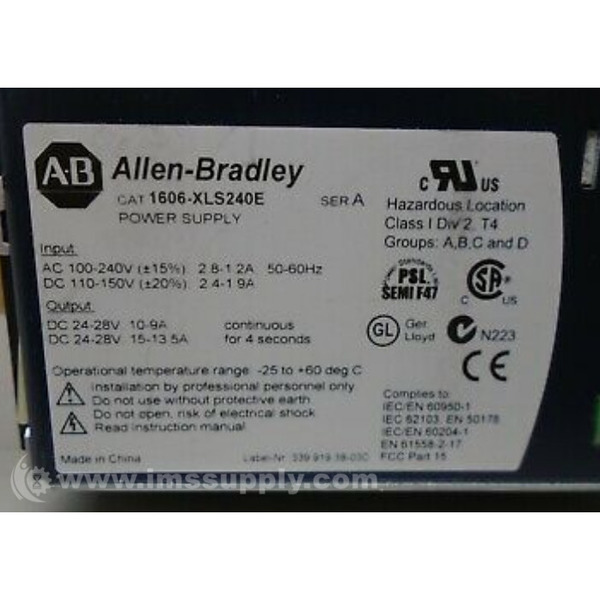 A·B Allen-Bradley
CAT 1606-XLS240E SER A
POWER SUPPLY
c RU US
Hazardous Location
Class I Div 2, T4
Groups: A,B,C and D
Input
AC 100-240V (±15%) 2.8-1.2A 50-60Hz
DC 110-150V (±20%) 2.4-1.9A
Output
DC 24-28V 10-9A continuous
DC 24-28V 15-13.5A for 4 seconds
Standards
PSL
SEMI F47
SA
C US
GL Ger. Lloyd
N223
CE
Operational temperature range -25 to +60 deg C
Installation by professional personnel only
Do not use without protective earth
Do not open, risk of electrical shock
Read instruction manual
Complies to:
IEC/EN 60950-1
IEC 62103, EN 50178
IEC/EN 60204-1
EN 61558-2-17
FCC Part 15
Made in China
Label-Nr.
www.imssupply.com